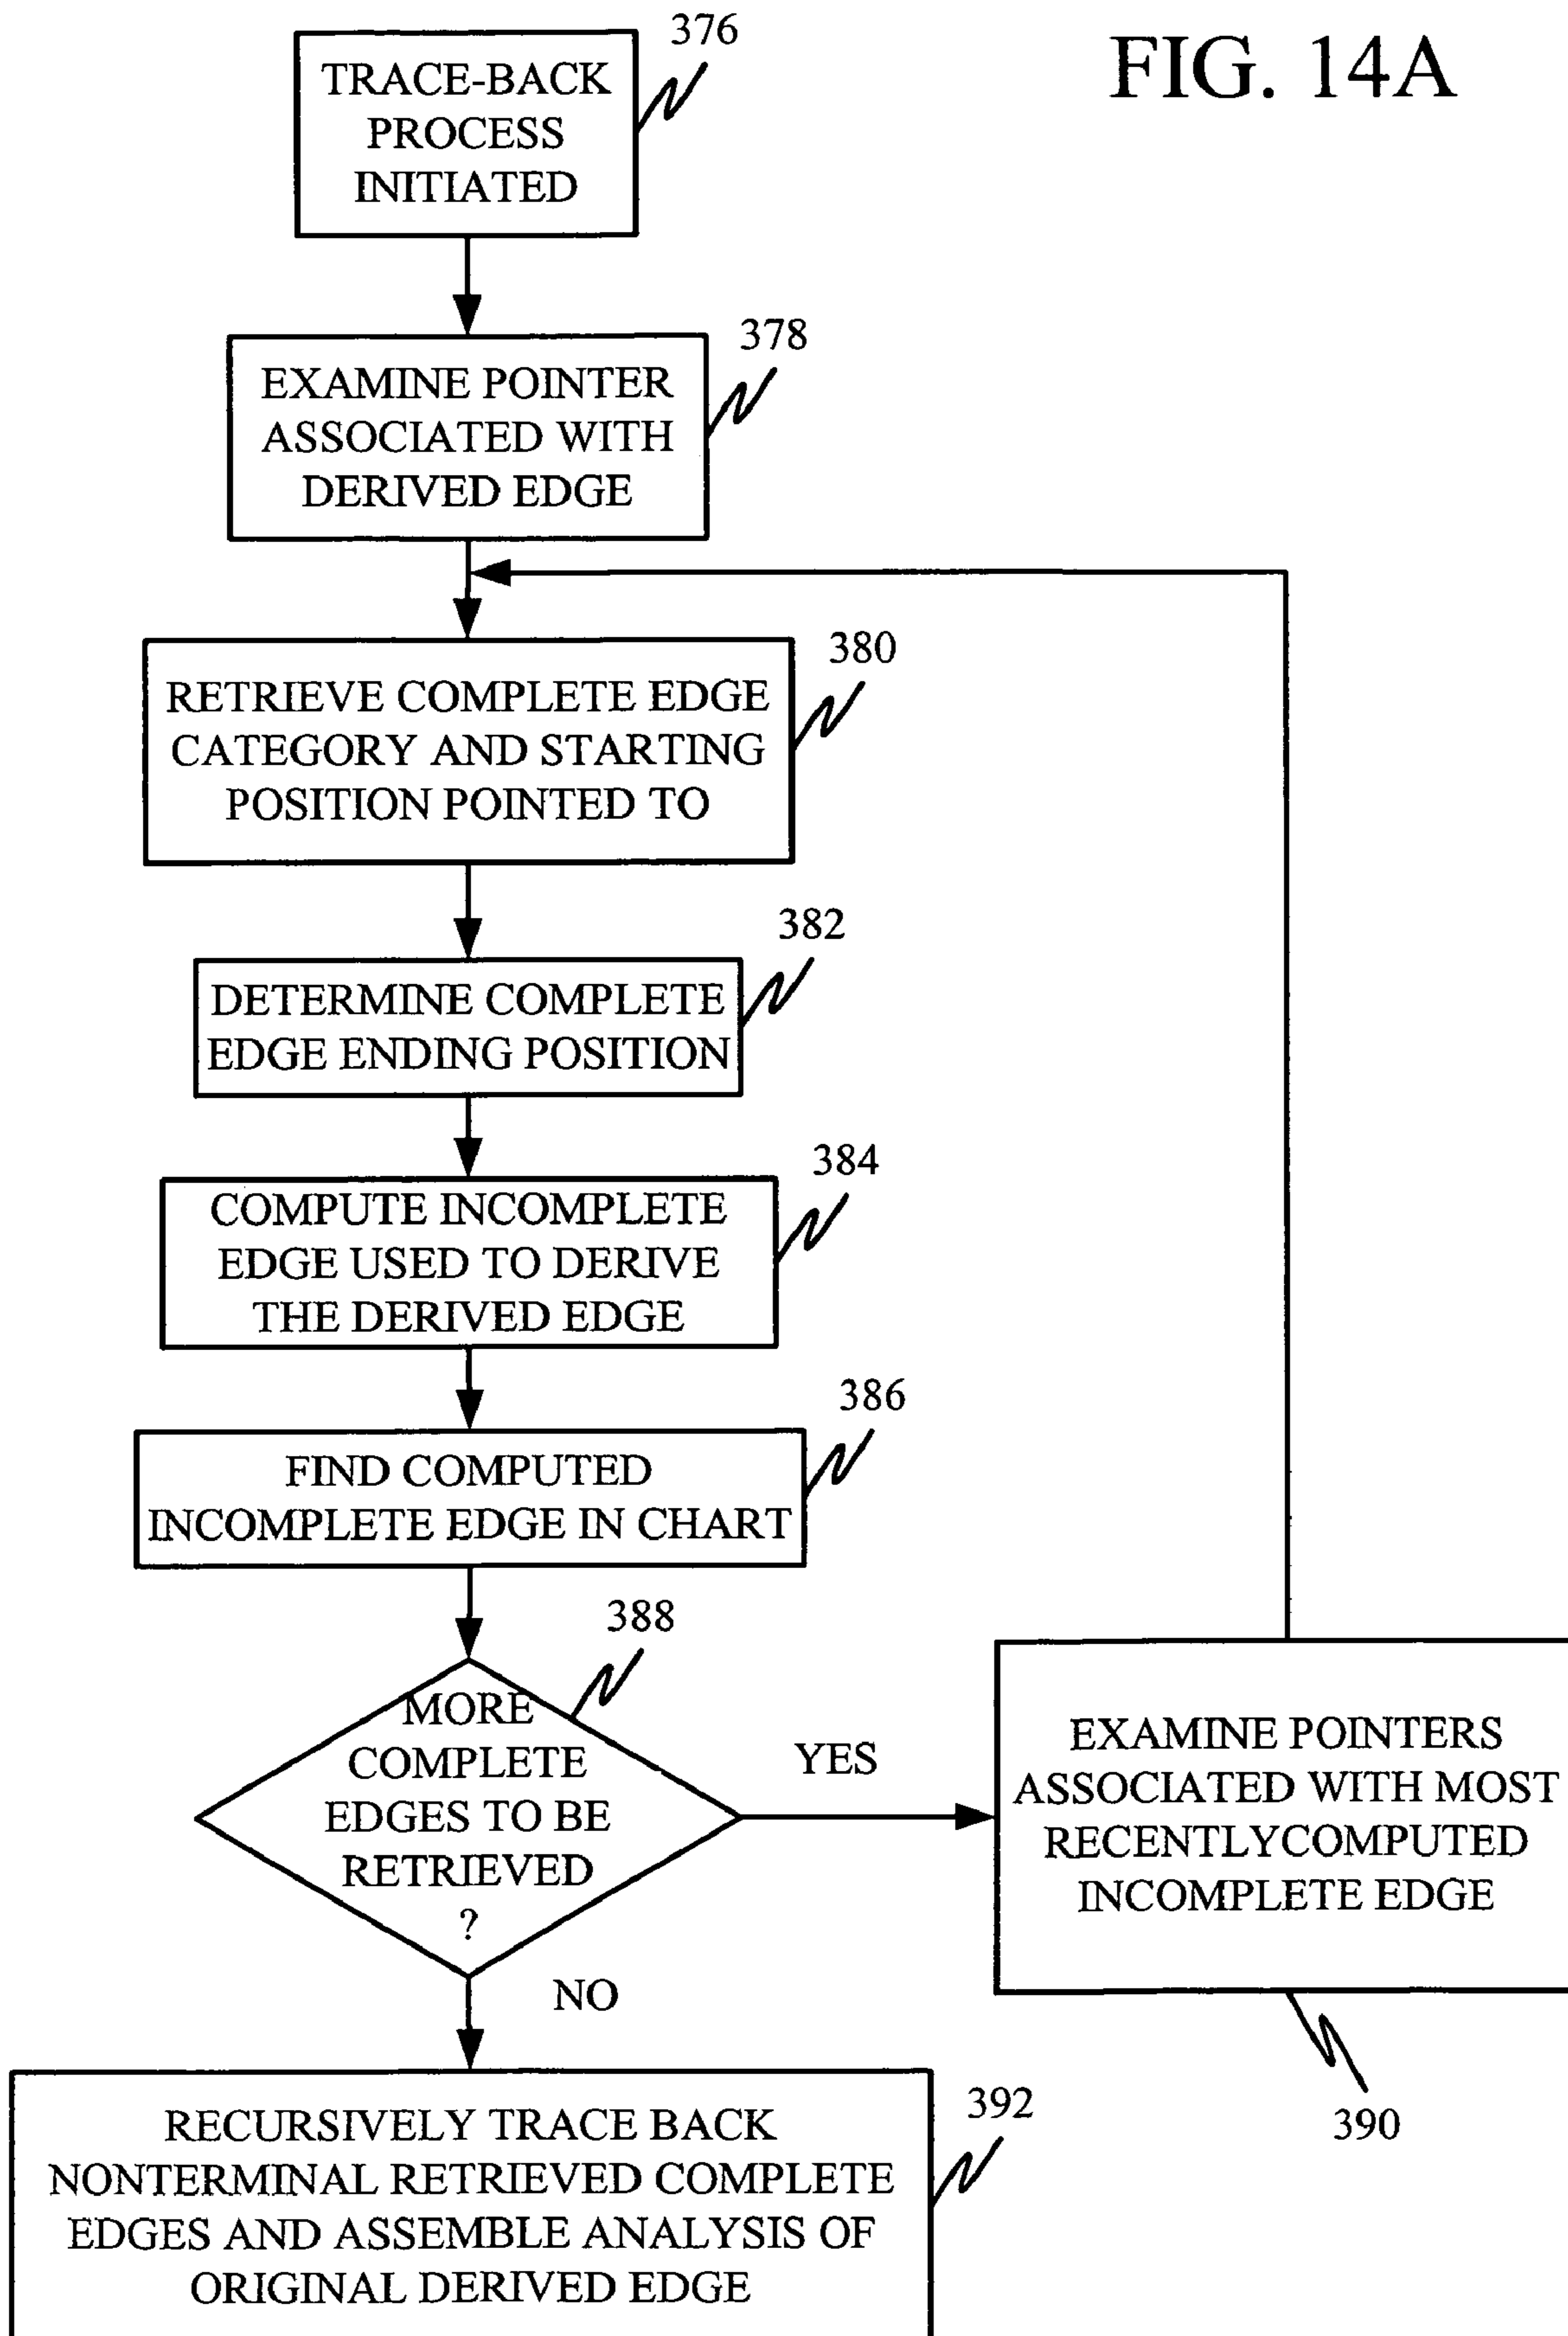 FIG. 14A
376
TRACE-BACK
PROCESS
INITIATED
378
EXAMINE POINTER
ASSOCIATED WITH
DERIVED EDGE
380
RETRIEVE COMPLETE EDGE
CATEGORY AND STARTING
POSITION POINTED TO
382
DETERMINE COMPLETE
EDGE ENDING POSITION
384
COMPUTE INCOMPLETE
EDGE USED TO DERIVE
THE DERIVED EDGE
386
FIND COMPUTED
INCOMPLETE EDGE IN CHART
388
MORE
COMPLETE
EDGES TO BE
RETRIEVED
?
YES
EXAMINE POINTERS
ASSOCIATED WITH MOST
RECENTLYCOMPUTED
INCOMPLETE EDGE
390
NO
392
RECURSIVELY TRACE BACK
NONTERMINAL RETRIEVED COMPLETE
EDGES AND ASSEMBLE ANALYSIS OF
ORIGINAL DERIVED EDGE